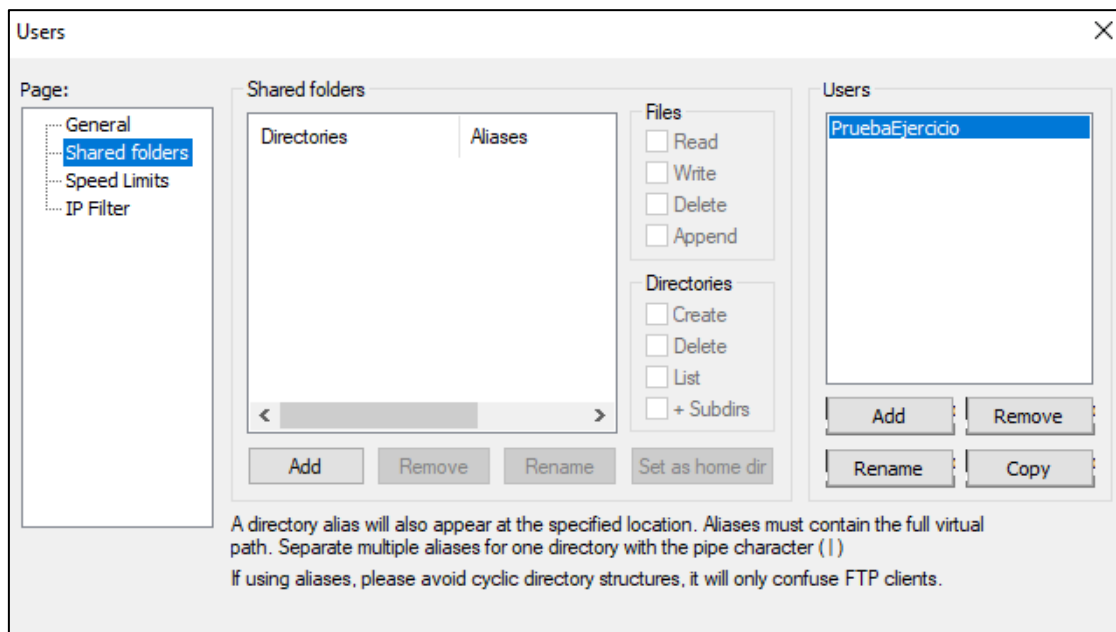 Users
Page:
General
Shared folders
Speed Limits
IP Filter
Shared folders
Directories Aliases
Files
Read
Write
Delete
Append
Directories
Create
Delete
List
+ Subdirs
Add Remove Rename Set as home dir
Users
PruebaEjercicio
Add Remove
Rename Copy
A directory alias will also appear at the specified location. Aliases must contain the full virtual
path. Separate multiple aliases for one directory with the pipe character ( | )
If using aliases, please avoid cyclic directory structures, it will only confuse FTP clients.